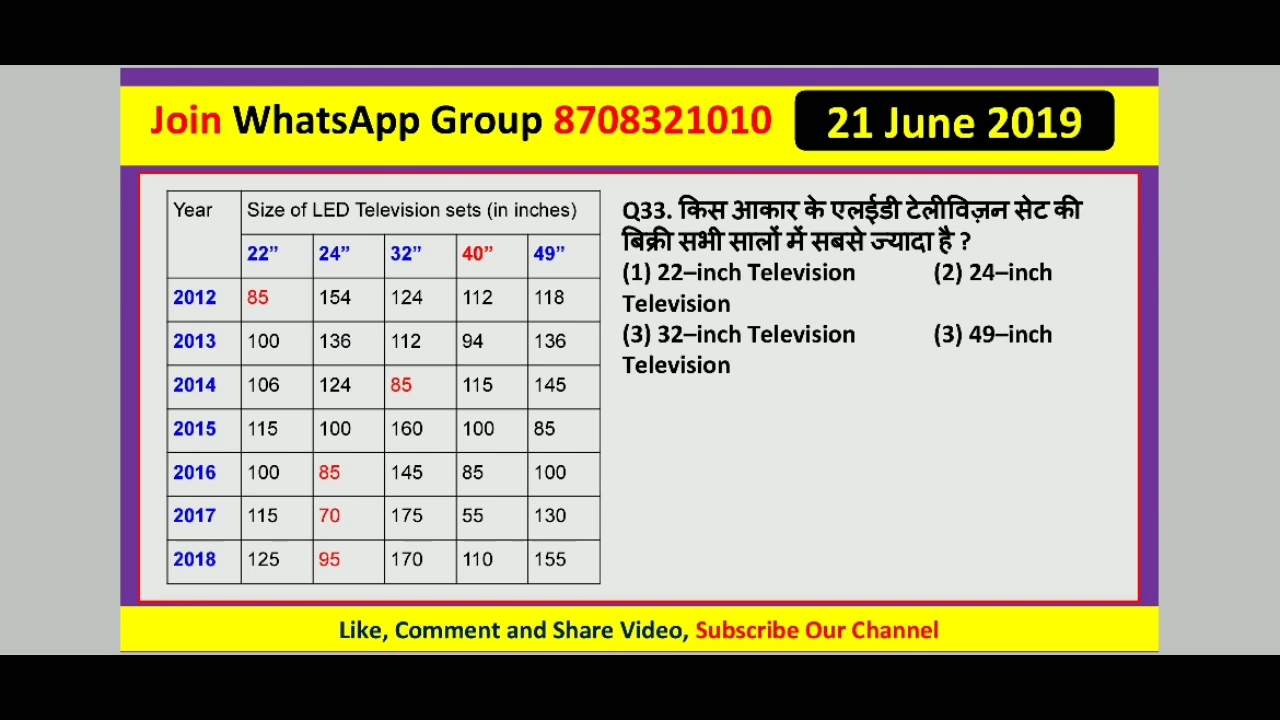 Join WhatsApp Group 8708321010 21 June 2019
Year Size of LED Television sets (in inches)
22” 24” 32” 40” 49”
2012 85 154 124 112 118
2013 100 136 112 94 136
2014 106 124 85 115 145
2015 115 100 160 100 85
2016 100 85 145 85 100
2017 115 70 175 55 130
2018 125 95 170 110 155
Q33. किस आकार के एलईडी टेलीविज़न सेट की
बिक्री सभी सालों में सबसे ज्यादा है ?
(1) 22–inch Television (2) 24–inch
Television
(3) 32–inch Television (3) 49–inch
Television
Like, Comment and Share Video, Subscribe Our Channel